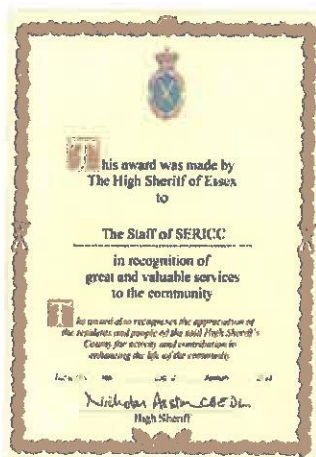 This award was made by
The High Sheriff of Essex
to
The Staff of SERICC
in recognition of
great and valuable services
to the community
This award also recognises the appreciation of
the residents and people of the said High Sheriff's
County for activity and contribution in
enhancing the life of the community
Nicholas
High Sheriff